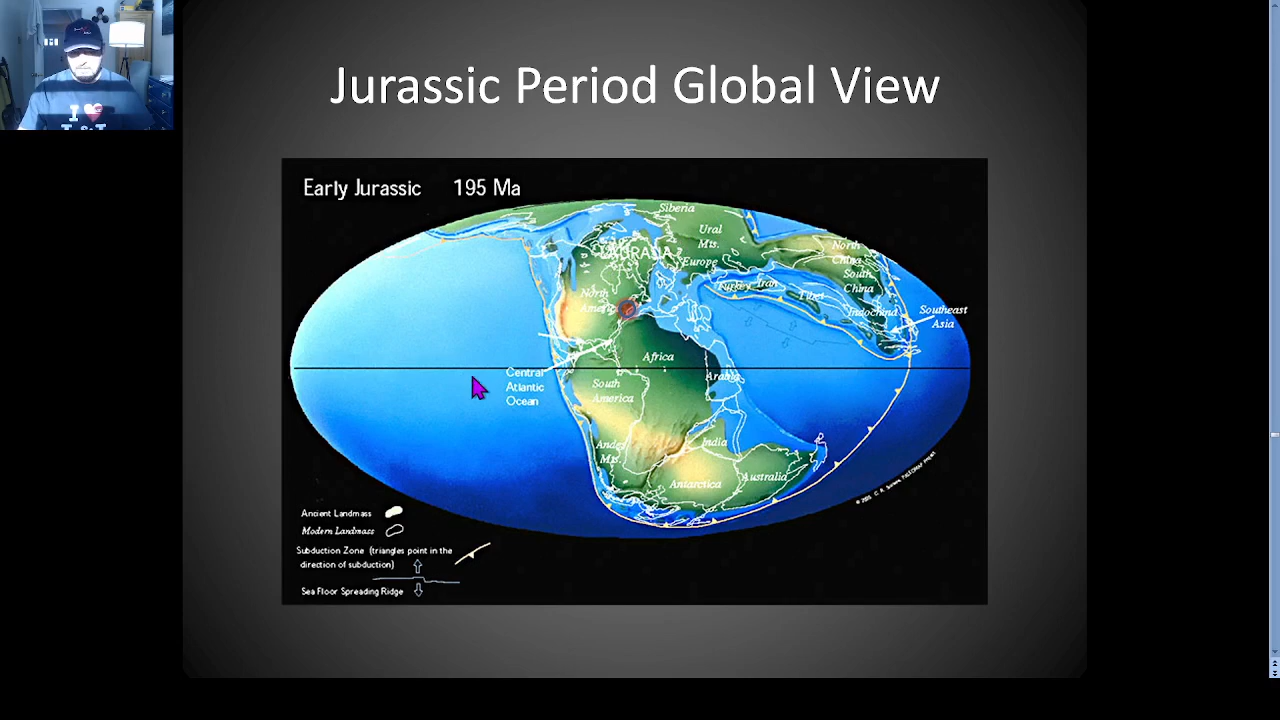 I ♥
T & T
Jurassic Period Global View
Early Jurassic 195 Ma
Siberia
Ural
Mts.
LAURASIA
Europe
North
China
South
China
Turkey
Iran
Tibet
Indochina
Southeast
Asia
North
America
Africa
Arabia
Central
Atlantic
Ocean
South
America
Andes
Mts.
India
Antarctica
Australia
Ancient Landmass
Modern Landmass
Subduction Zone (triangles point in the
direction of subduction)
Sea Floor Spreading Ridge